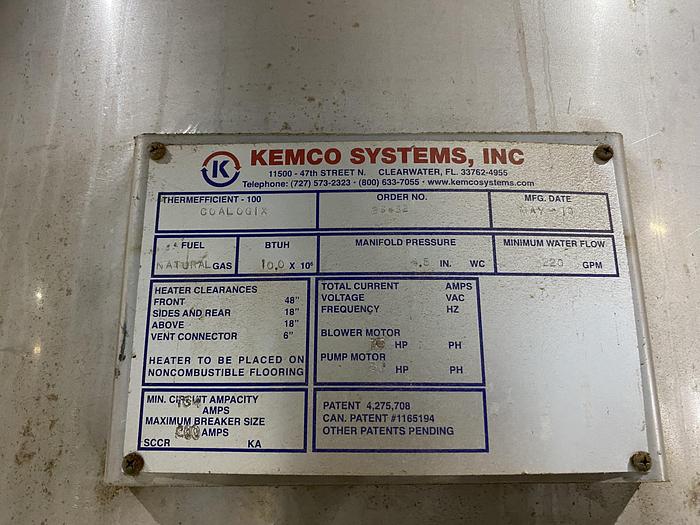 K KEMCO SYSTEMS, INC
11500 - 47th STREET N. CLEARWATER, FL. 33762-4955
Telephone: (727) 573-2323 · (800) 633-7055 · www.kemcosystems.com
THERMEFFICIENT - 100 ORDER NO. MFG. DATE
COALOGIX
FUEL BTUH MANIFOLD PRESSURE MINIMUM WATER FLOW
NATURAL GAS 10.0 X 10⁶ IN. WC 220 GPM
HEATER CLEARANCES
FRONT 48"
SIDES AND REAR 18"
ABOVE 18"
VENT CONNECTOR 6"
HEATER TO BE PLACED ON
NONCOMBUSTIBLE FLOORING
TOTAL CURRENT AMPS
VOLTAGE VAC
FREQUENCY HZ
BLOWER MOTOR
HP PH
PUMP MOTOR
HP PH
MIN. CIRCUIT AMPACITY
AMPS
MAXIMUM BREAKER SIZE
AMPS
SCCR KA
PATENT 4,275,708
CAN. PATENT #1165194
OTHER PATENTS PENDING